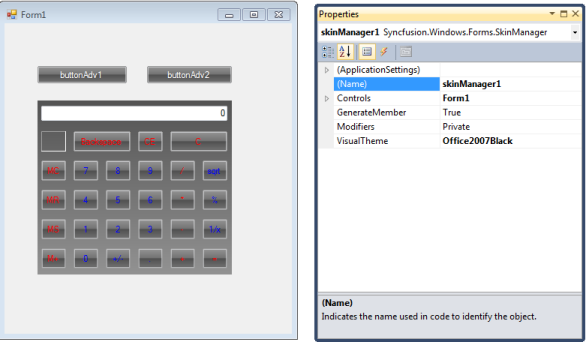 Form1
buttonAdv1 buttonAdv2
0
Backspace CE C
MC 7 8 9 / sqrt
MR 4 5 6 * %
MS 1 2 3 1/x
M+ 0 +/- . + =
Properties
skinManager1 Syncfusion.Windows.Forms.SkinManager
(ApplicationSettings)
(Name) skinManager1
Controls Form1
GenerateMember True
Modifiers Private
VisualTheme Office2007Black
(Name)
Indicates the name used in code to identify the object.